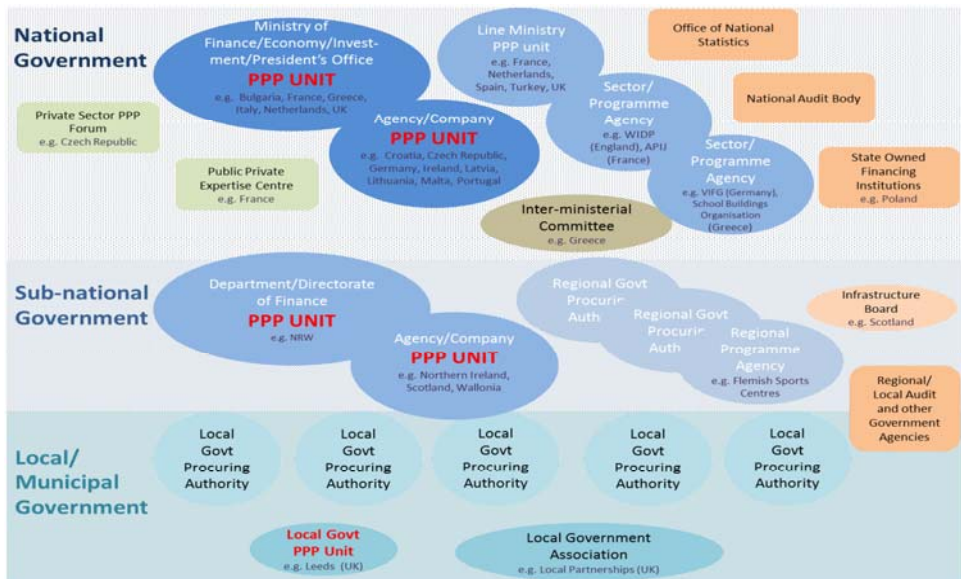 National
Government
Ministry of
Finance/Economy/Invest-
ment/President's Office
PPP UNIT
e.g. Bulgaria, France, Greece,
Italy, Netherlands, UK
Line Ministry
PPP unit
e.g. France,
Netherlands,
Spain, Turkey, UK
Office of National
Statistics
National Audit Body
Private Sector PPP
Forum
e.g. Czech Republic
Agency/Company
PPP UNIT
e.g. Croatia, Czech Republic,
Germany, Ireland, Latvia,
Lithuania, Malta, Portugal
Sector/
Programme
Agency
e.g. WIDP
(England), APIJ
(France)
Sector/
Programme
Agency
e.g. VIFG (Germany),
School Buildings
Organisation
(Greece)
State Owned
Financing
Institutions
e.g. Poland
Public Private
Expertise Centre
e.g. France
Inter-ministerial
Committee
e.g. Greece
Sub-national
Government
Department/Directorate
of Finance
PPP UNIT
e.g. NRW
Agency/Company
PPP UNIT
e.g. Northern Ireland,
Scotland, Wallonia
Regional Govt
Procuring
Auth
Regional Govt
Procuring
Auth
Regional
Programme
Agency
e.g. Flemish Sports
Centres
Infrastructure
Board
e.g. Scotland
Regional/
Local Audit
and other
Government
Agencies
Local/
Municipal
Government
Local
Govt
Procuring
Authority
Local
Govt
Procuring
Authority
Local
Govt
Procuring
Authority
Local
Govt
Procuring
Authority
Local
Govt
Procuring
Authority
Local Govt
PPP Unit
e.g. Leeds (UK)
Local Government
Association
e.g. Local Partnerships (UK)